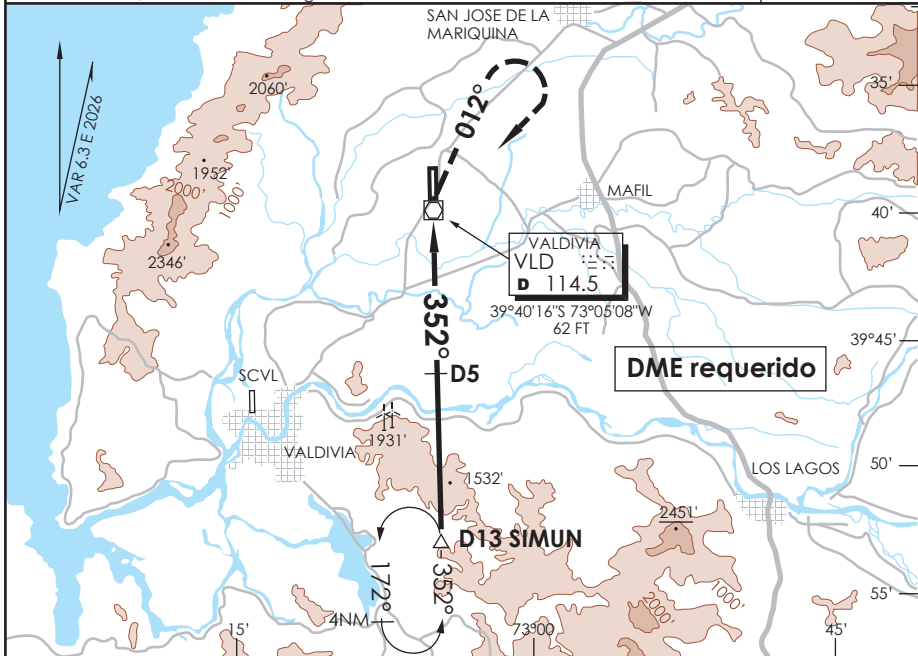 SAN JOSE DE LA
MARIQUINA
35'
2060'
012°
VAR 6.3 E 2026
1952'
2000'
1000'
MAFIL
40'
2346'
VALDIVIA
VLD
D 114.5
39°40'16"S 73°05'08"W
62 FT
352°
39°45'
DME requerido
D5
SCVL
1931'
VALDIVIA
1532'
50'
LOS LAGOS
2451'
D13 SIMUN
172°
352°
1000'
2000'
55'
4NM
15'
73°00'
45'